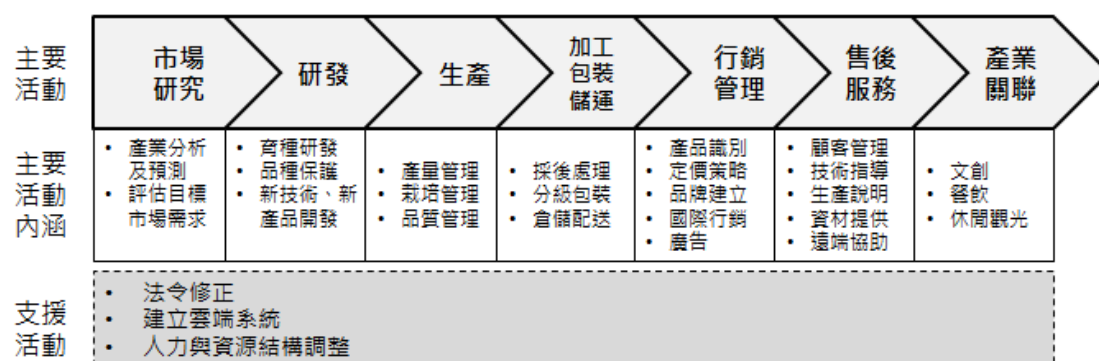 主要
活動
市場
研究
研發
生產
加工
包裝
儲運
行銷
管理
售後
服務
產業
關聯
主要
活動
內涵
• 產業分析
及預測
• 評估目標
市場需求
• 育種研發
• 品種保護
• 新技術、新
產品開發
• 產量管理
• 栽培管理
• 品質管理
• 採後處理
• 分級包裝
• 倉儲配送
• 產品識別
• 定價策略
• 品牌建立
• 國際行銷
• 廣告
• 顧客管理
• 技術指導
• 生產說明
• 資材提供
• 遠端協助
• 文創
• 餐飲
• 休閒觀光
支援
活動
• 法令修正
• 建立雲端系統
• 人力與資源結構調整